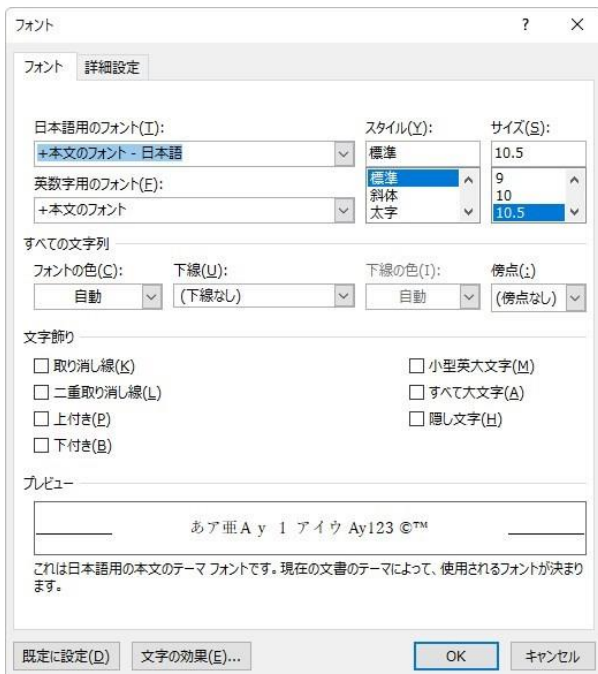 フォント ? ×
フォント 詳細設定
日本語用のフォント(T): スタイル(Y): サイズ(S):
+本文のフォント - 日本語 標準 10.5
英数字用のフォント(F): 標準 9
斜体 10
+本文のフォント 太字 10.5
すべての文字列
フォントの色(C): 下線(U): 下線の色(I): 傍点(:)
自動 (下線なし) 自動 (傍点なし)
文字飾り
取り消し線(K) 小型英大文字(M)
二重取り消し線(L) すべて大文字(A)
上付き(P) 隠し文字(H)
下付き(B)
プレビュー
あア亜Ay 1 アイウ Ay123 ©™
これは日本語用の本文のテーマ フォントです。現在の文書のテーマによって、使用されるフォントが決まり
ます。
既定に設定(D) 文字の効果(E)... OK キャンセル